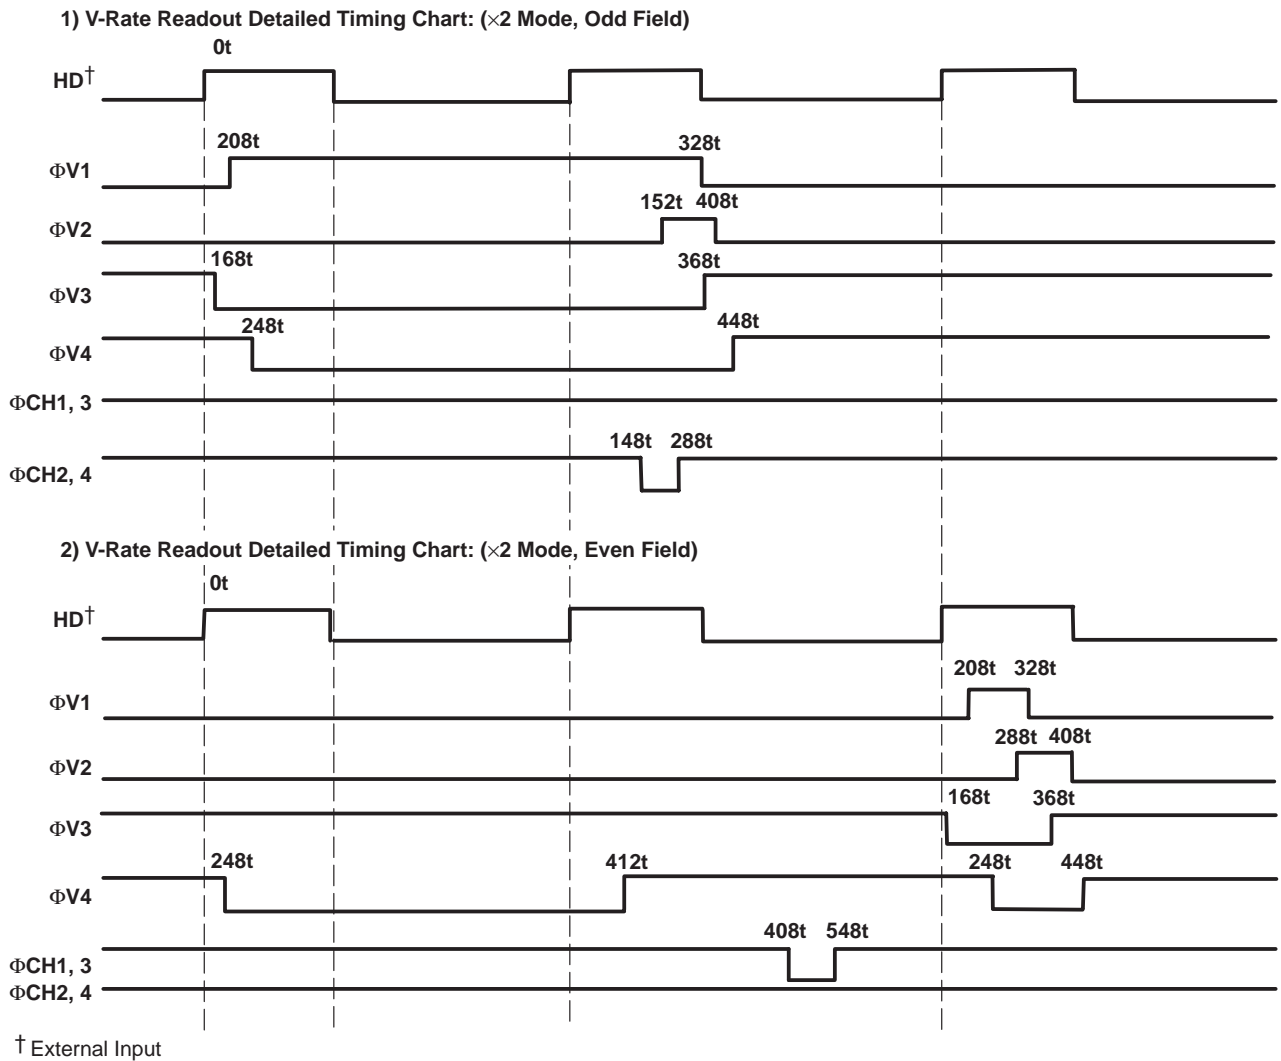 1) V-Rate Readout Detailed Timing Chart: (×2 Mode, Odd Field)
0t
HD†
208t 328t
ΦV1
152t 408t
ΦV2
168t 368t
ΦV3
248t 448t
ΦV4
ΦCH1, 3
148t 288t
ΦCH2, 4
2) V-Rate Readout Detailed Timing Chart: (×2 Mode, Even Field)
0t
HD†
208t 328t
ΦV1
288t 408t
ΦV2
168t 368t
ΦV3
248t 412t 248t 448t
ΦV4
408t 548t
ΦCH1, 3
ΦCH2, 4
† External Input